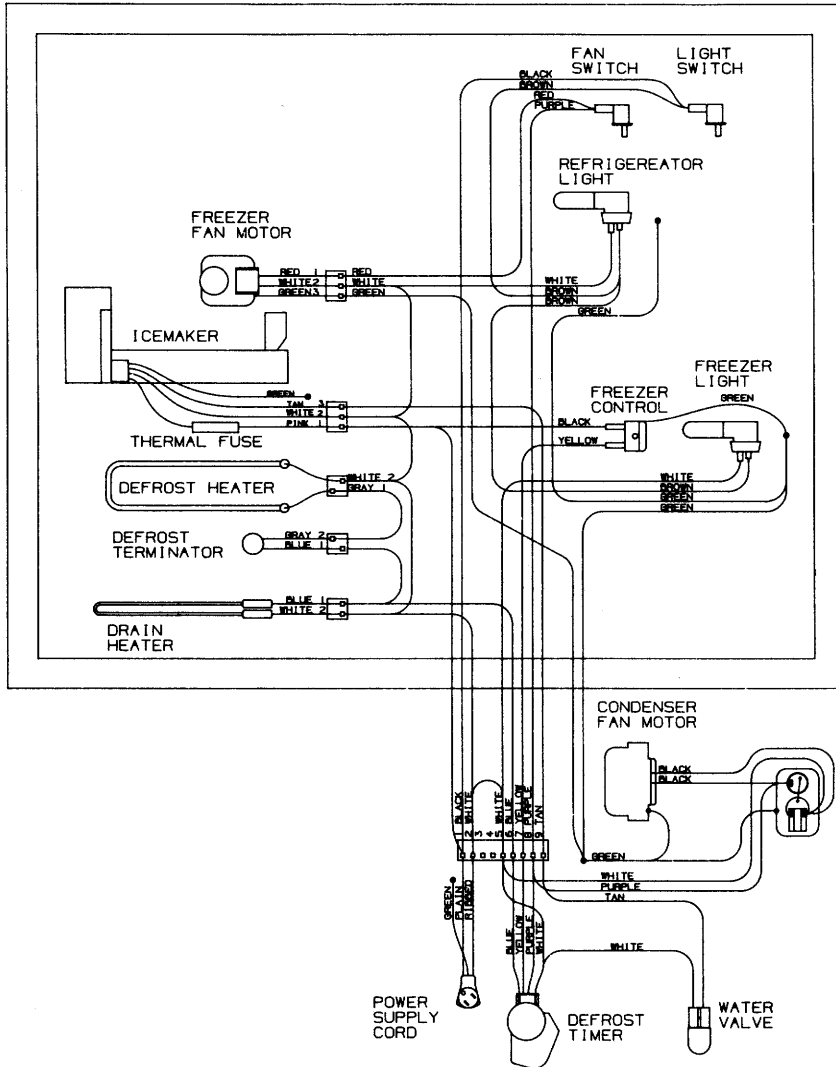 FAN
SWITCH
LIGHT
SWITCH
BLACK
BROWN
RED
PURPLE
REFRIGEREATOR
LIGHT
FREEZER
FAN MOTOR
RED 1
RED
WHITE 2
WHITE
GREEN 3
GREEN
WHITE
BROWN
BROWN
GREEN
ICEMAKER
GREEN
TAN 3
WHITE 2
PINK 1
THERMAL FUSE
FREEZER
LIGHT
FREEZER
CONTROL
GREEN
BLACK
YELLOW
DEFROST HEATER
WHITE 2
GRAY 1
WHITE
BROWN
GREEN
GREEN
DEFROST
TERMINATOR
GRAY 2
BLUE 1
BLUE 1
WHITE 2
DRAIN
HEATER
CONDENSER
FAN MOTOR
BLACK
BLACK
BLACK
WHITE
WHITE
BLUE
YELLOW
PURPLE
TAN
2
3
4
5
6
7
8
9
GREEN
WHITE
PURPLE
TAN
GREEN
PLAIN
RIBBED
BLUE
YELLOW
PURPLE
WHITE
WHITE
POWER
SUPPLY
CORD
DEFROST
TIMER
WATER
VALVE